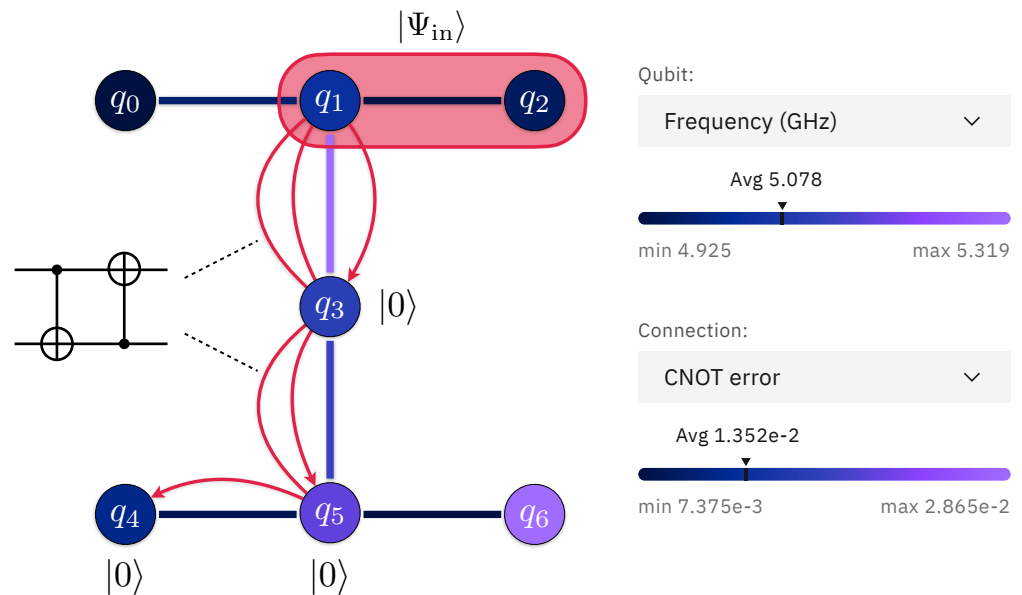 |Ψin⟩
q0
q1
q2
q3
|0⟩
q4
q5
q6
|0⟩
|0⟩
Qubit:
Frequency (GHz)
Avg 5.078
min 4.925
max 5.319
Connection:
CNOT error
Avg 1.352e-2
min 7.375e-3
max 2.865e-2